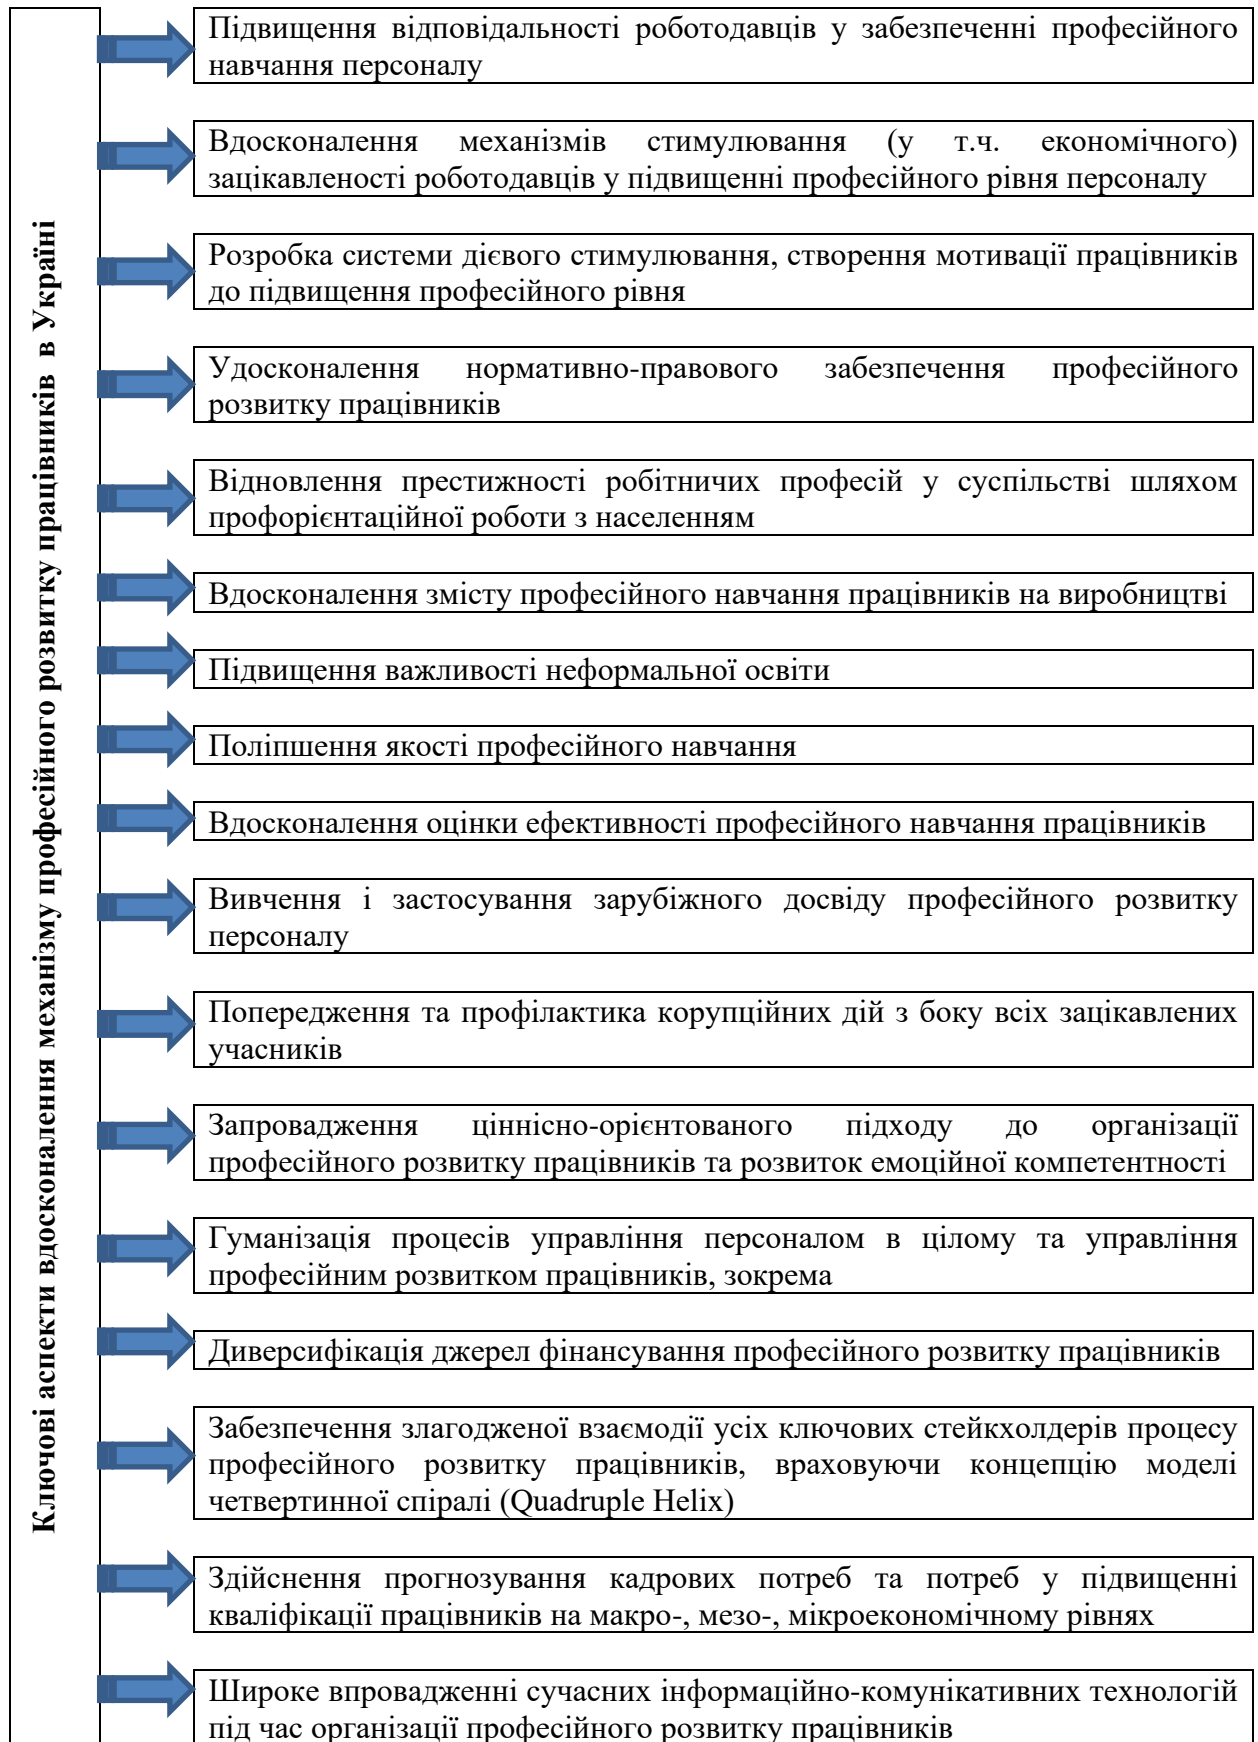 Ключові аспекти вдосконалення механізму професійного розвитку працівників в Україні
Підвищення відповідальності роботодавців у забезпеченні професійного
навчання персоналу
Вдосконалення механізмів стимулювання (у т.ч. економічного)
зацікавленості роботодавців у підвищенні професійного рівня персоналу
Розробка системи дієвого стимулювання, створення мотивації працівників
до підвищення професійного рівня
Удосконалення нормативно-правового забезпечення професійного
розвитку працівників
Відновлення престижності робітничих професій у суспільстві шляхом
профорієнтаційної роботи з населенням
Вдосконалення змісту професійного навчання працівників на виробництві
Підвищення важливості неформальної освіти
Поліпшення якості професійного навчання
Вдосконалення оцінки ефективності професійного навчання працівників
Вивчення і застосування зарубіжного досвіду професійного розвитку
персоналу
Попередження та профілактика корупційних дій з боку всіх зацікавлених
учасників
Запровадження ціннісно-орієнтованого підходу до організації
професійного розвитку працівників та розвиток емоційної компетентності
Гуманізація процесів управління персоналом в цілому та управління
професійним розвитком працівників, зокрема
Диверсифікація джерел фінансування професійного розвитку працівників
Забезпечення злагодженої взаємодії усіх ключових стейкхолдерів процесу
професійного розвитку працівників, враховуючи концепцію моделі
четвертинної спіралі (Quadruple Helix)
Здійснення прогнозування кадрових потреб та потреб у підвищенні
кваліфікації працівників на макро-, мезо-, мікроекономічному рівнях
Широке впровадженні сучасних інформаційно-комунікативних технологій
під час організації професійного розвитку працівників